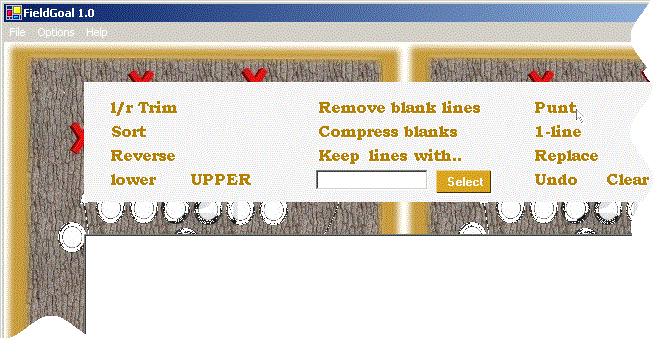 FieldGoal 1.0
File Options Help
l/r Trim Remove blank lines Punt
Sort Compress blanks 1-line
Reverse Keep lines with.. Replace
lower UPPER Select Undo Clear